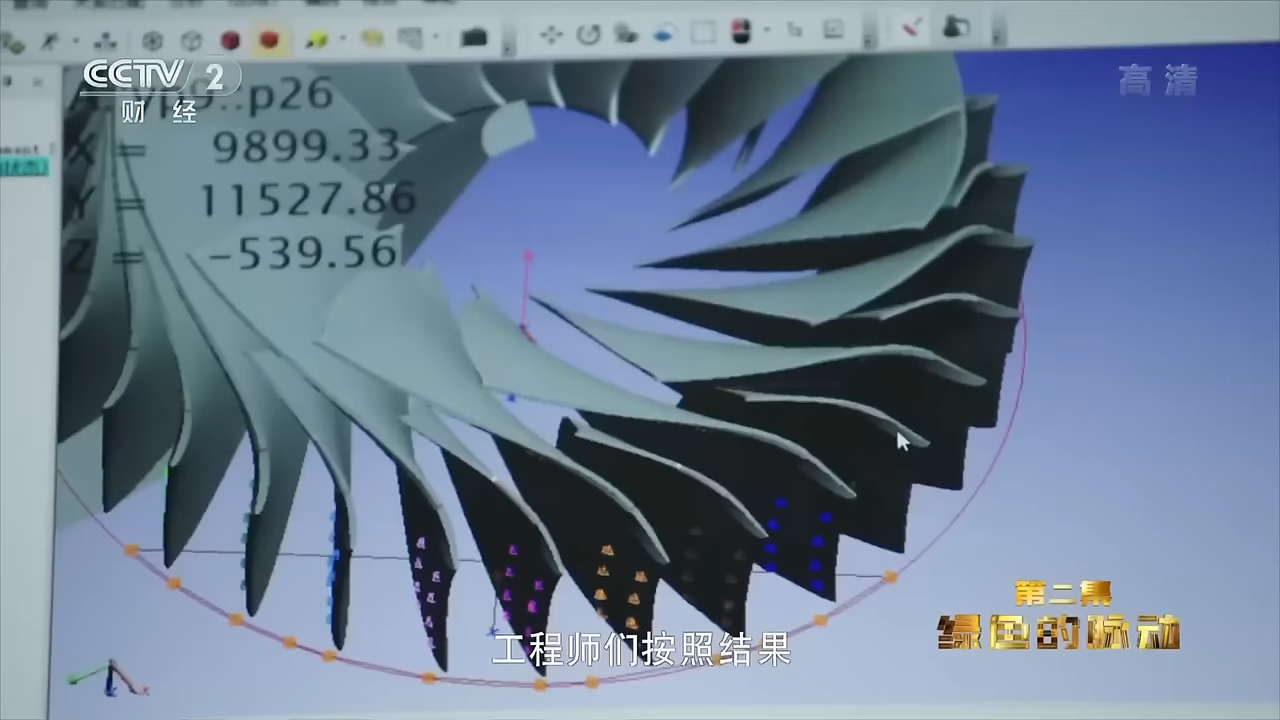 CCTV 2
财经
高清
p26
X = 9899.33
Y = 11527.86
Z = -539.56
第二集
绿色的脉动
工程师们按照结果